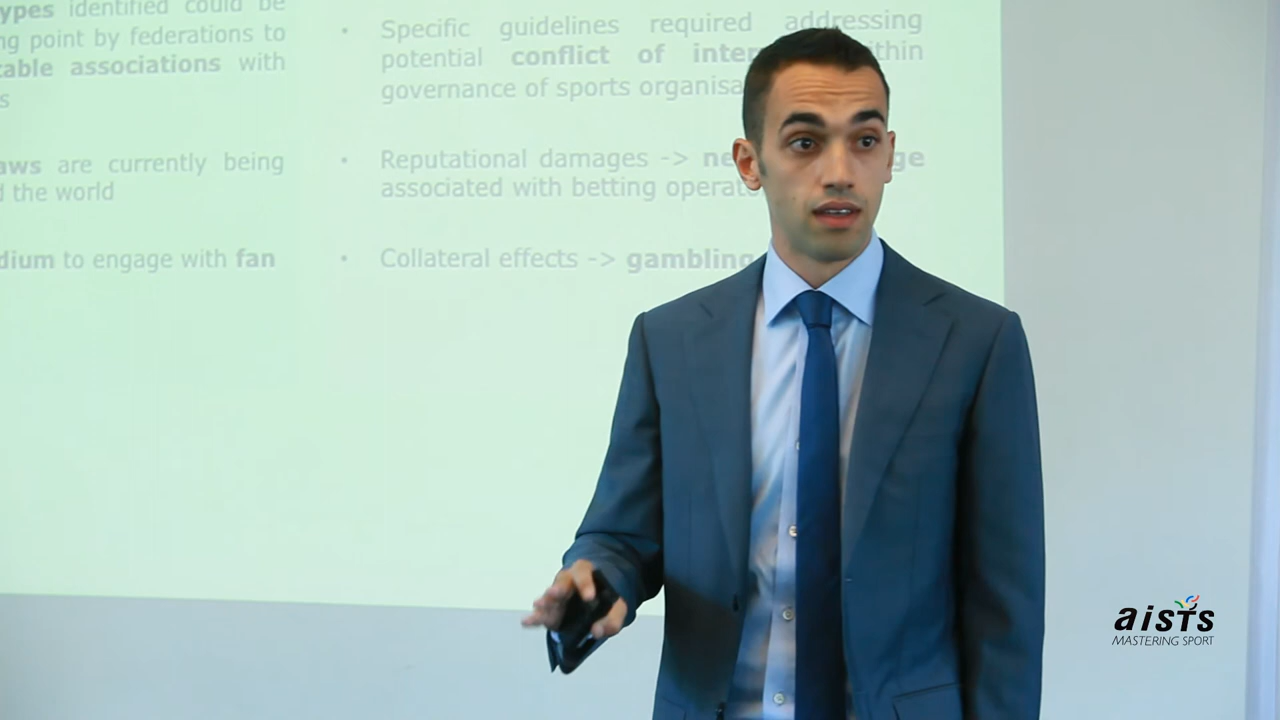 ypes identified could be
ng point by federations to
table associations with
s
aws are currently being
d the world
dium to engage with fan
• Specific guidelines required addressing
potential conflict of inter thin
governance of sports organisa
• Reputational damages -> ne ge
associated with betting operat
• Collateral effects -> gambling
aists
MASTERING SPORT